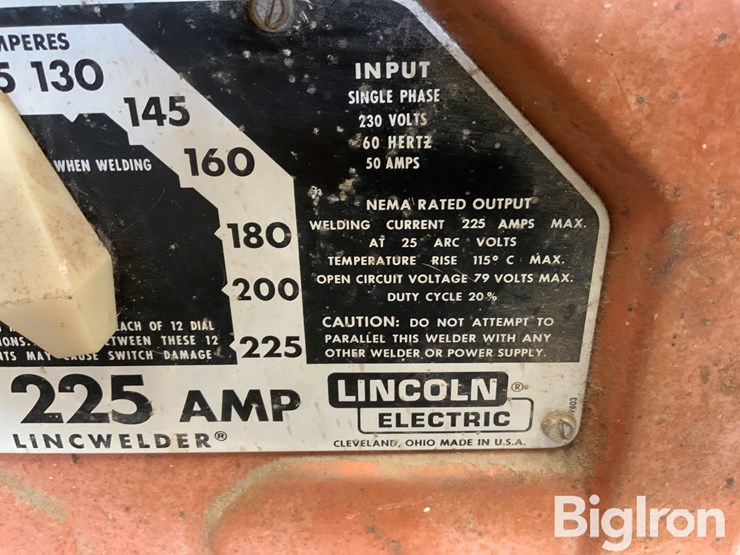 MPERES
5 130
145
160
WHEN WELDING
180
200
225
EACH OF 12 DIAL
IONS.
BETWEEN THESE 12
NTS MAY CAUSE SWITCH DAMAGE
225 AMP
LINCWELDER®
INPUT
SINGLE PHASE
230 VOLTS
60 HERTZ
50 AMPS
NEMA RATED OUTPUT
WELDING CURRENT 225 AMPS MAX.
AT 25 ARC VOLTS
TEMPERATURE RISE 115° C MAX.
OPEN CIRCUIT VOLTAGE 79 VOLTS MAX.
DUTY CYCLE 20%
CAUTION: DO NOT ATTEMPT TO
PARALLEL THIS WELDER WITH ANY
OTHER WELDER OR POWER SUPPLY.
LINCOLN ®
ELECTRIC
CLEVELAND, OHIO MADE IN U.S.A.
BigIron